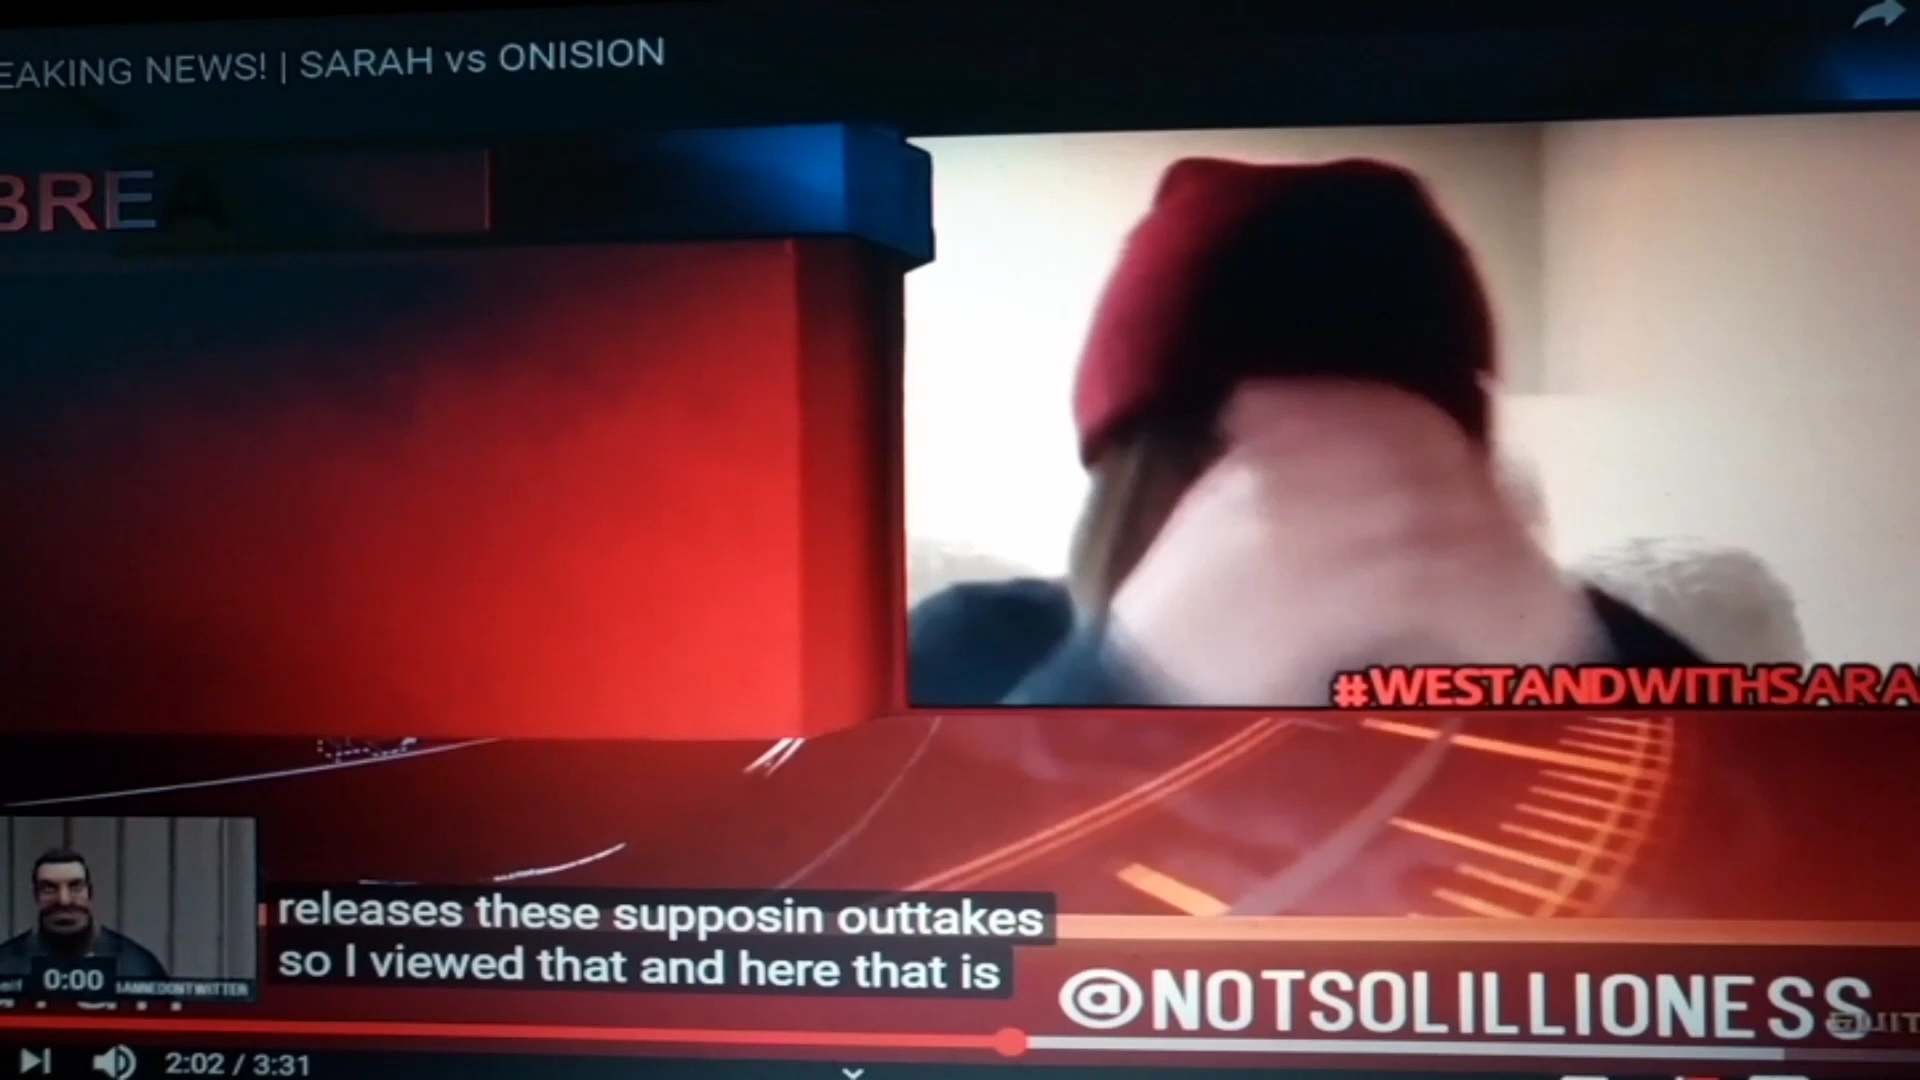 EAKING NEWS! | SARAH vs ONISION
BREA
#WESTANDWITHSARA
releases these supposin outtakes
so I viewed that and here that is
0:00
@NOTSOLILLIONESS
2:02 / 3:31